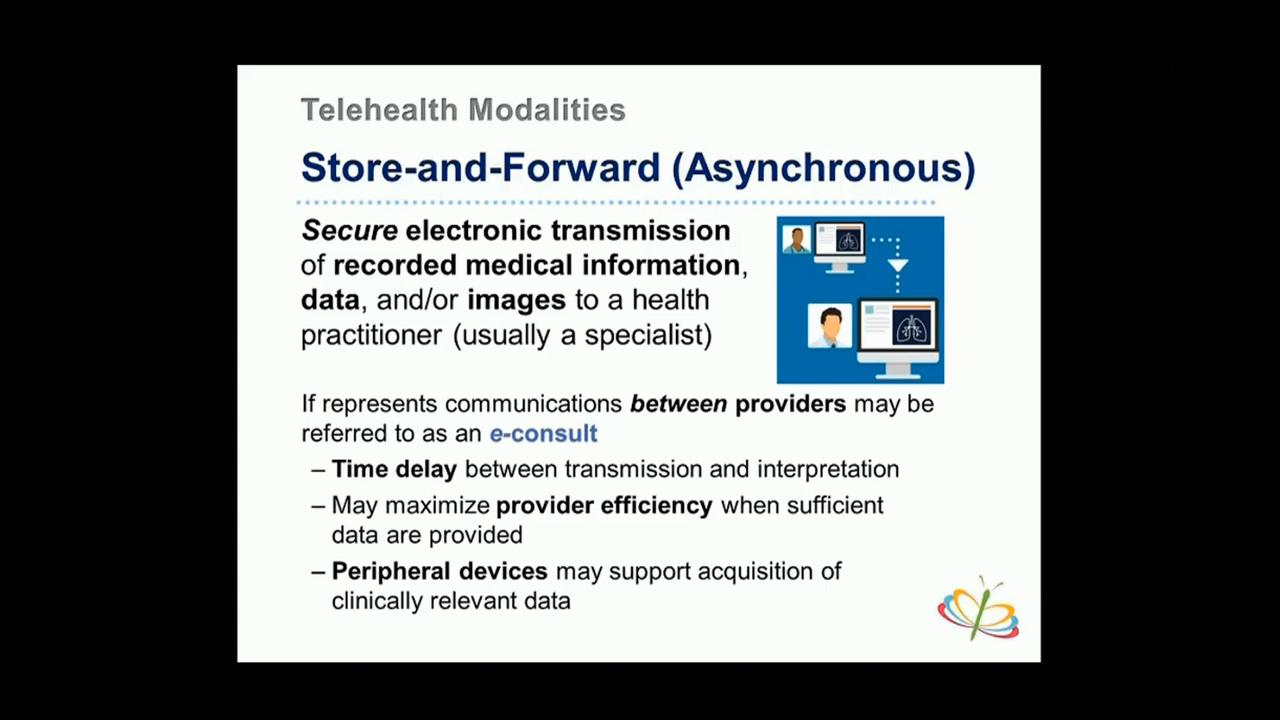 Telehealth Modalities
Store-and-Forward (Asynchronous)
Secure electronic transmission
of recorded medical information,
data, and/or images to a health
practitioner (usually a specialist)
If represents communications between providers may be
referred to as an e-consult
– Time delay between transmission and interpretation
– May maximize provider efficiency when sufficient
data are provided
– Peripheral devices may support acquisition of
clinically relevant data